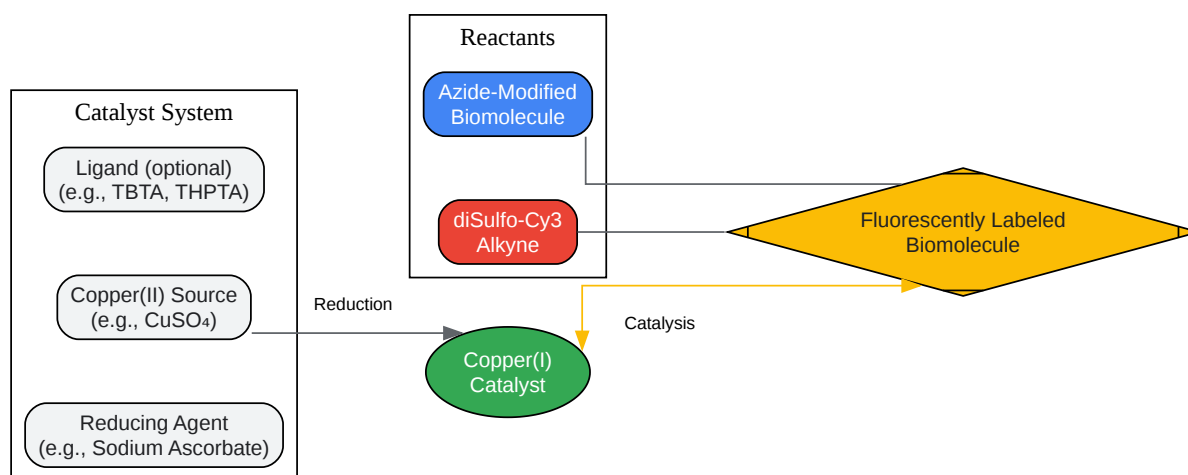 Catalyst System
Ligand (optional)
(e.g., TBTA, THPTA)
Copper(II) Source
(e.g., CuSO₄)
Reducing Agent
(e.g., Sodium Ascorbate)
Reduction
Reactants
Azide-Modified
Biomolecule
diSulfo-Cy3
Alkyne
Copper(I)
Catalyst
Catalysis
Fluorescently Labeled
Biomolecule